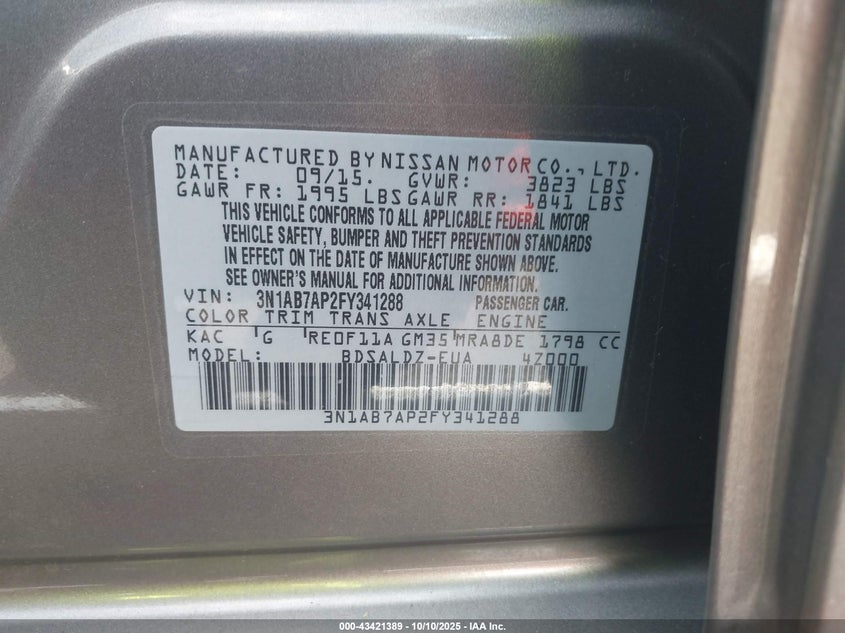 MANUFACTURED BY NISSAN MOTOR CO., LTD.
DATE: 09/15. GVWR: 3823 LBS
GAWR FR: 1995 LBS GAWR RR: 1841 LBS
THIS VEHICLE CONFORMS TO ALL APPLICABLE FEDERAL MOTOR
VEHICLE SAFETY, BUMPER AND THEFT PREVENTION STANDARDS
IN EFFECT ON THE DATE OF MANUFACTURE SHOWN ABOVE.
SEE OWNER'S MANUAL FOR ADDITIONAL INFORMATION.
VIN: 3N1AB7AP2FY341288 PASSENGER CAR.
COLOR TRIM TRANS AXLE ENGINE
KAC G RE0F11A GM35 MRA8DE 1798 CC
MODEL: BDSALDZ-EUA 4Z000
3N1AB7AP2FY341288
000-43421389 - 10/10/2025 - IAA Inc.